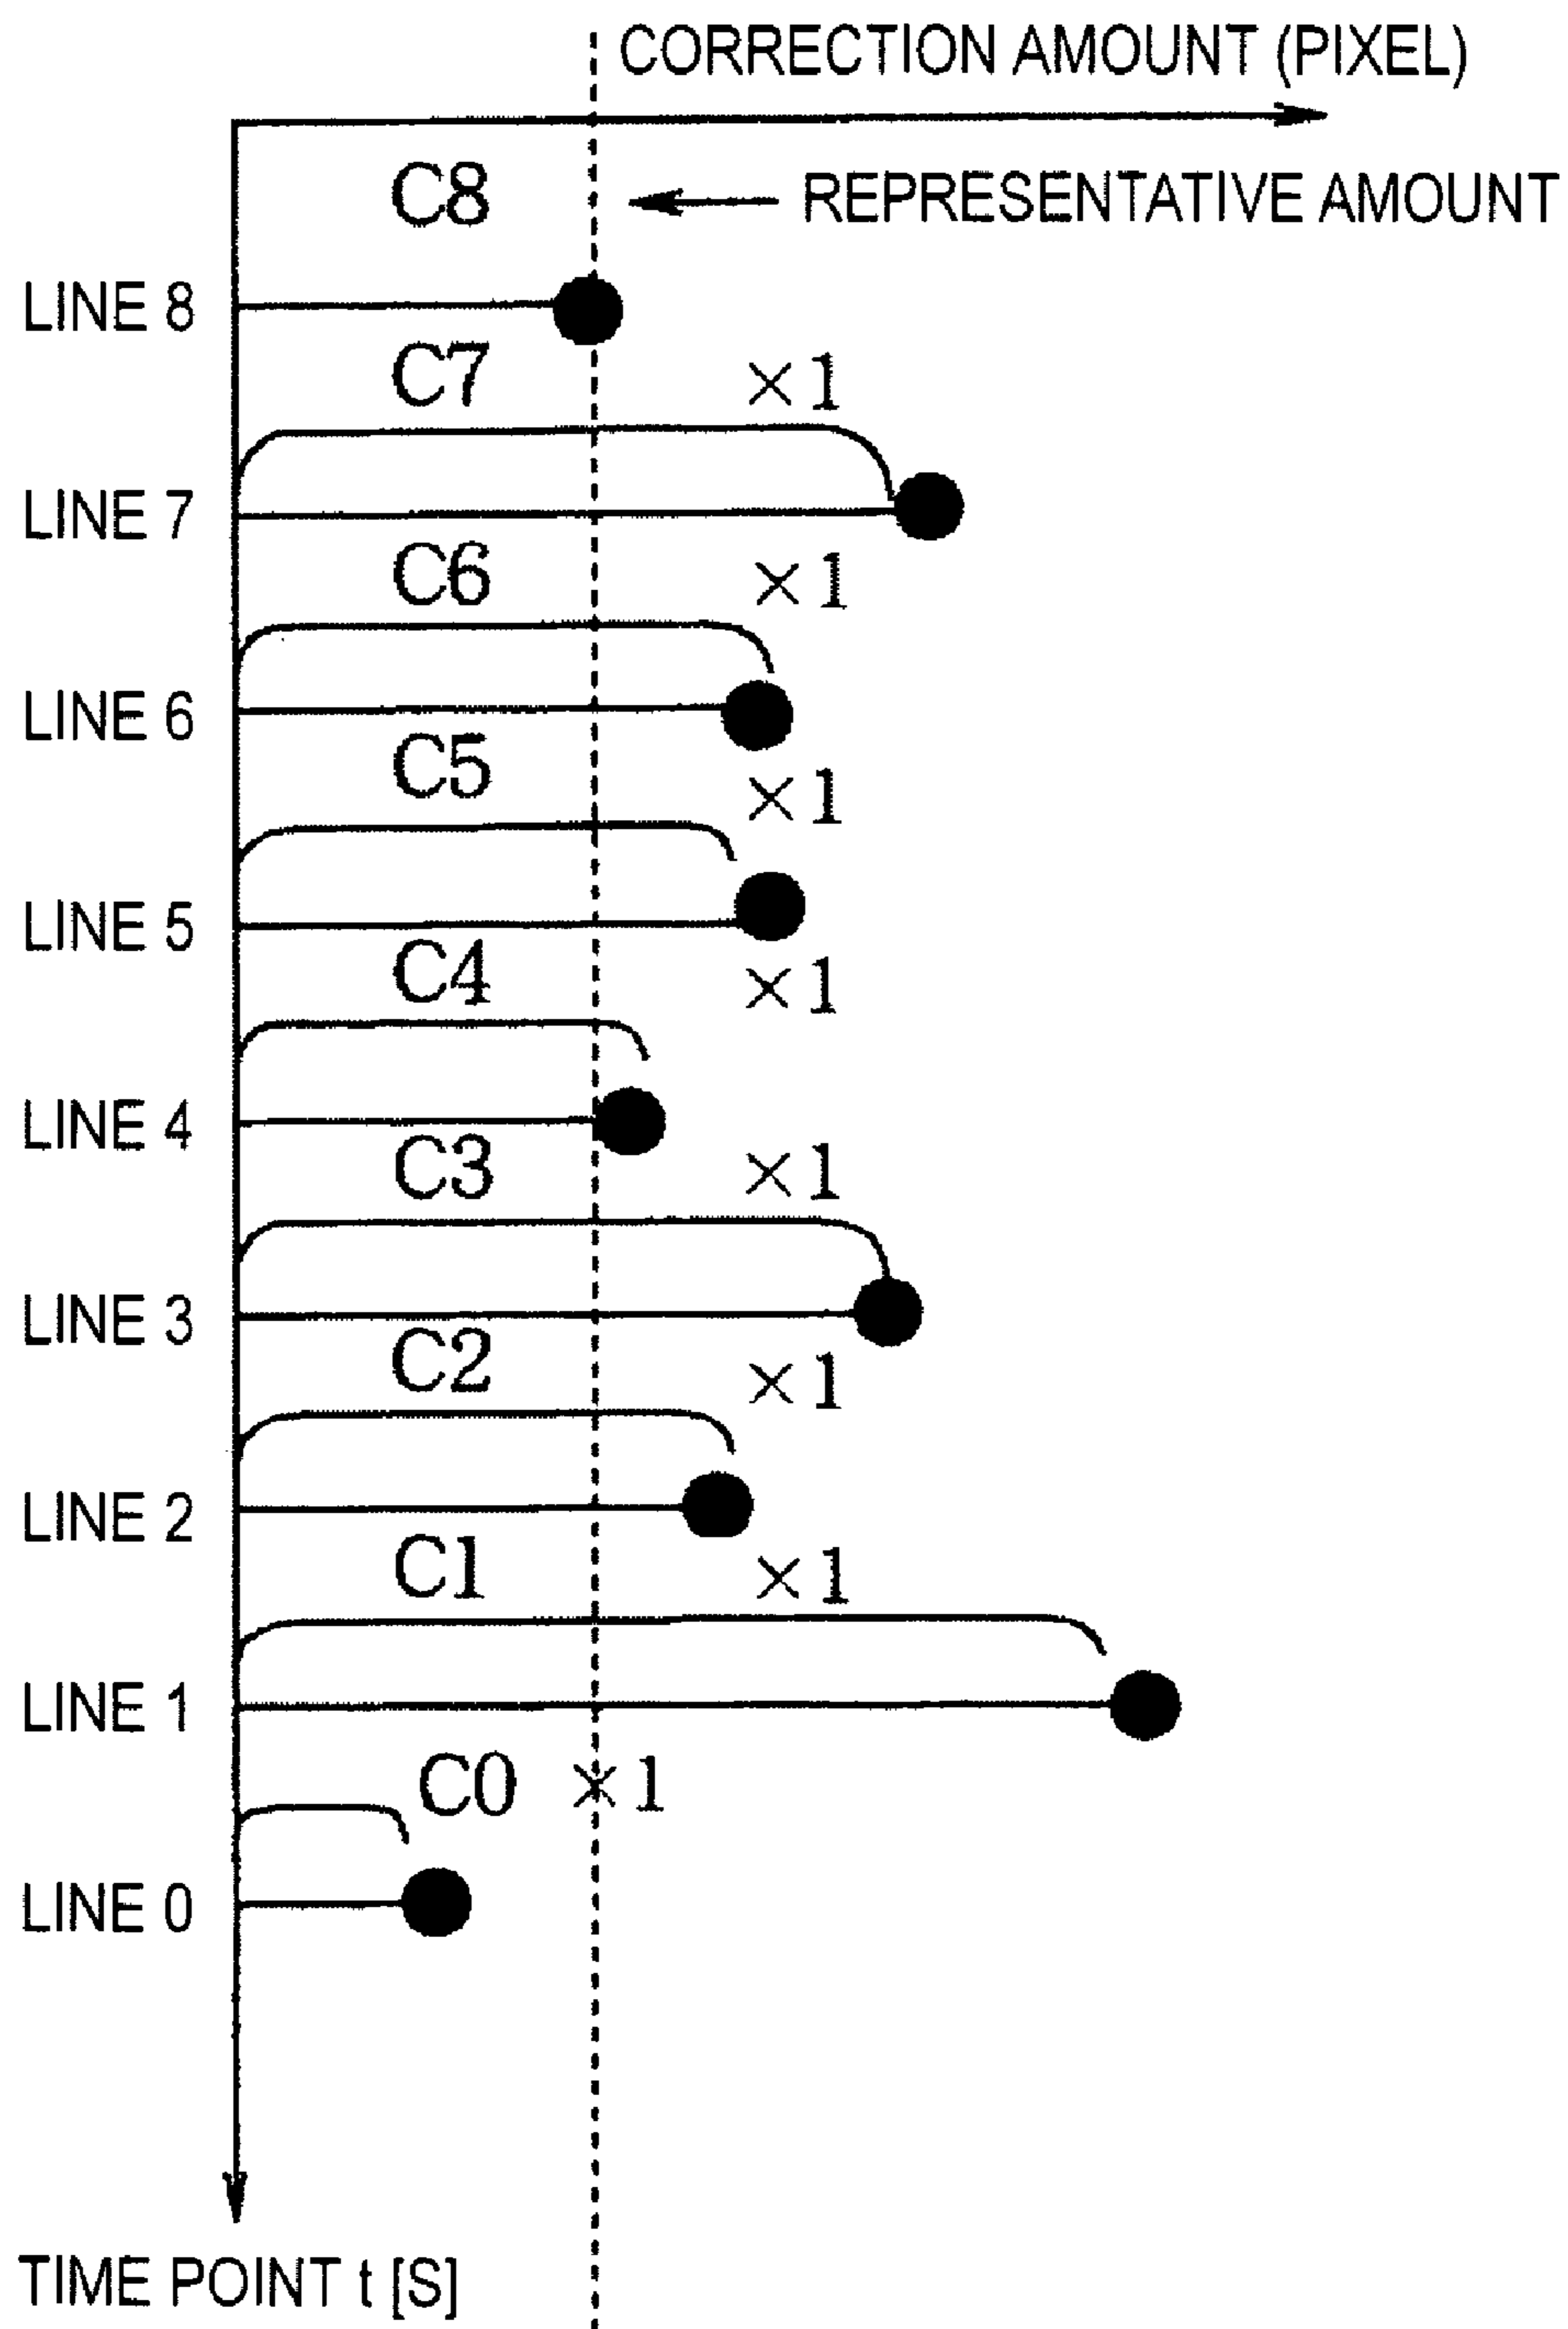 CORRECTION AMOUNT (PIXEL)
C8
REPRESENTATIVE AMOUNT
LINE 8
C7 ×1
LINE 7
C6 ×1
LINE 6
C5 ×1
LINE 5
C4 ×1
LINE 4
C3 ×1
LINE 3
C2 ×1
LINE 2
C1 ×1
LINE 1
C0 ×1
LINE 0
TIME POINT t [S]